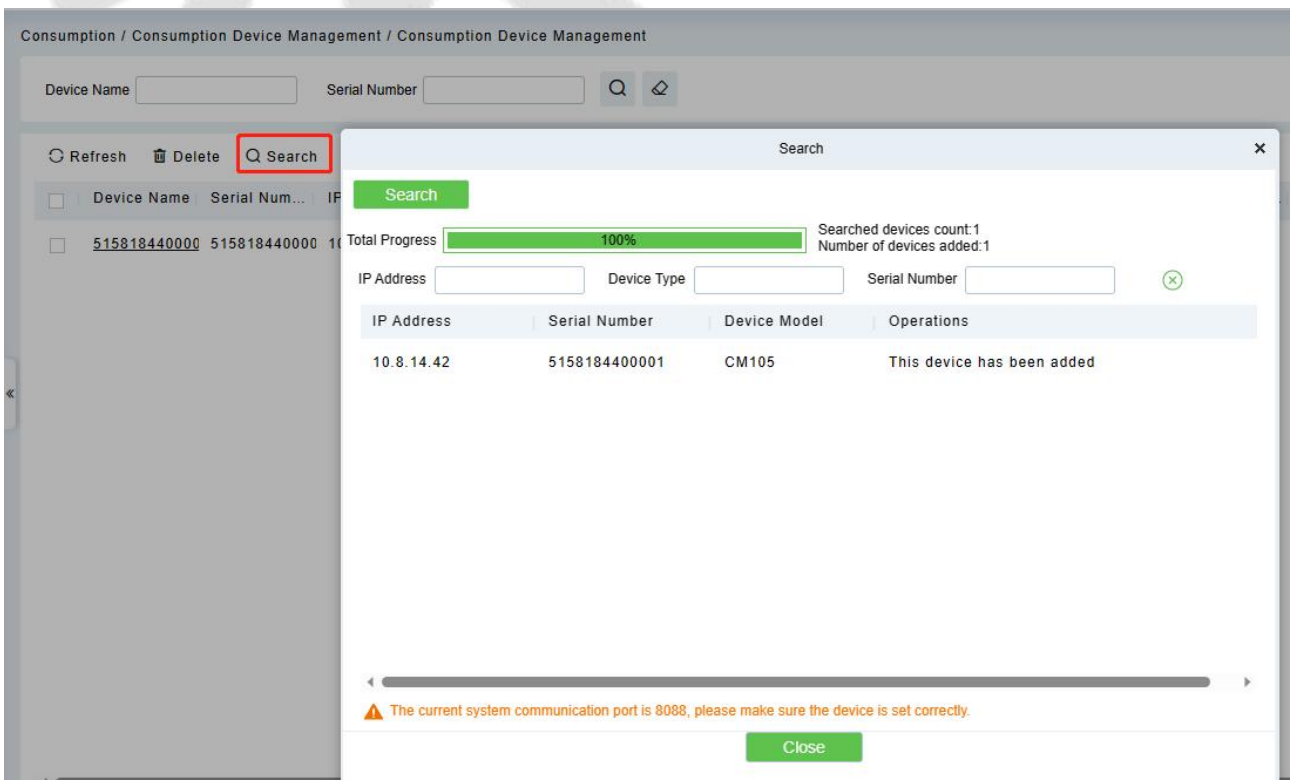 Consumption / Consumption Device Management / Consumption Device Management
Device Name Serial Number
Refresh Delete Search
Device Name Serial Num... IP
515818440000 515818440000 10
Search
Search
Total Progress 100% Searched devices count:1
Number of devices added:1
IP Address Device Type Serial Number
IP Address Serial Number Device Model Operations
10.8.14.42 5158184400001 CM105 This device has been added
The current system communication port is 8088, please make sure the device is set correctly.
Close